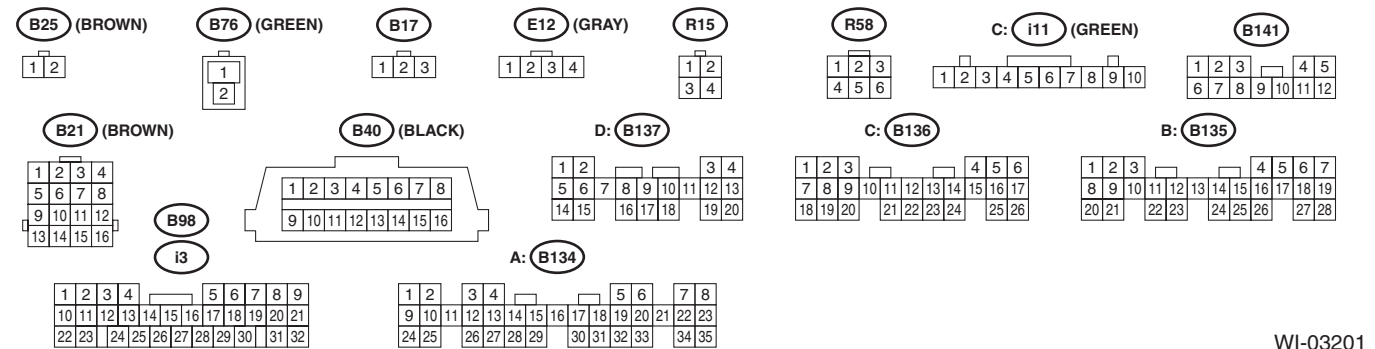 B25 (BROWN) B76 (GREEN) B17 E12 (GRAY) R15 R58 C: i11 (GREEN) B141
1 2
1
2
1 2 3
1 2 3 4
1 2
3 4
1 2 3
4 5 6
1 2 3 4 5 6 7 8 9 10
1 2 3 4 5
6 7 8 9 10 11 12
B21 (BROWN) B40 (BLACK) D: B137 C: B136 B: B135
1 2 3 4
5 6 7 8
9 10 11 12
13 14 15 16
1 2 3 4 5 6 7 8
9 10 11 12 13 14 15 16
1 2 3 4
5 6 7 8 9 10 11 12 13
14 15 16 17 18 19 20
1 2 3 4 5 6
7 8 9 10 11 12 13 14 15 16 17
18 19 20 21 22 23 24 25 26
1 2 3 4 5 6 7
8 9 10 11 12 13 14 15 16 17 18 19
20 21 22 23 24 25 26 27 28
B98
i3
A: B134
1 2 3 4 5 6 7 8 9
10 11 12 13 14 15 16 17 18 19 20 21
22 23 24 25 26 27 28 29 30 31 32
1 2 3 4 5 6 7 8
9 10 11 12 13 14 15 16 17 18 19 20 21 22 23
24 25 26 27 28 29 30 31 32 33 34 35
WI-03201